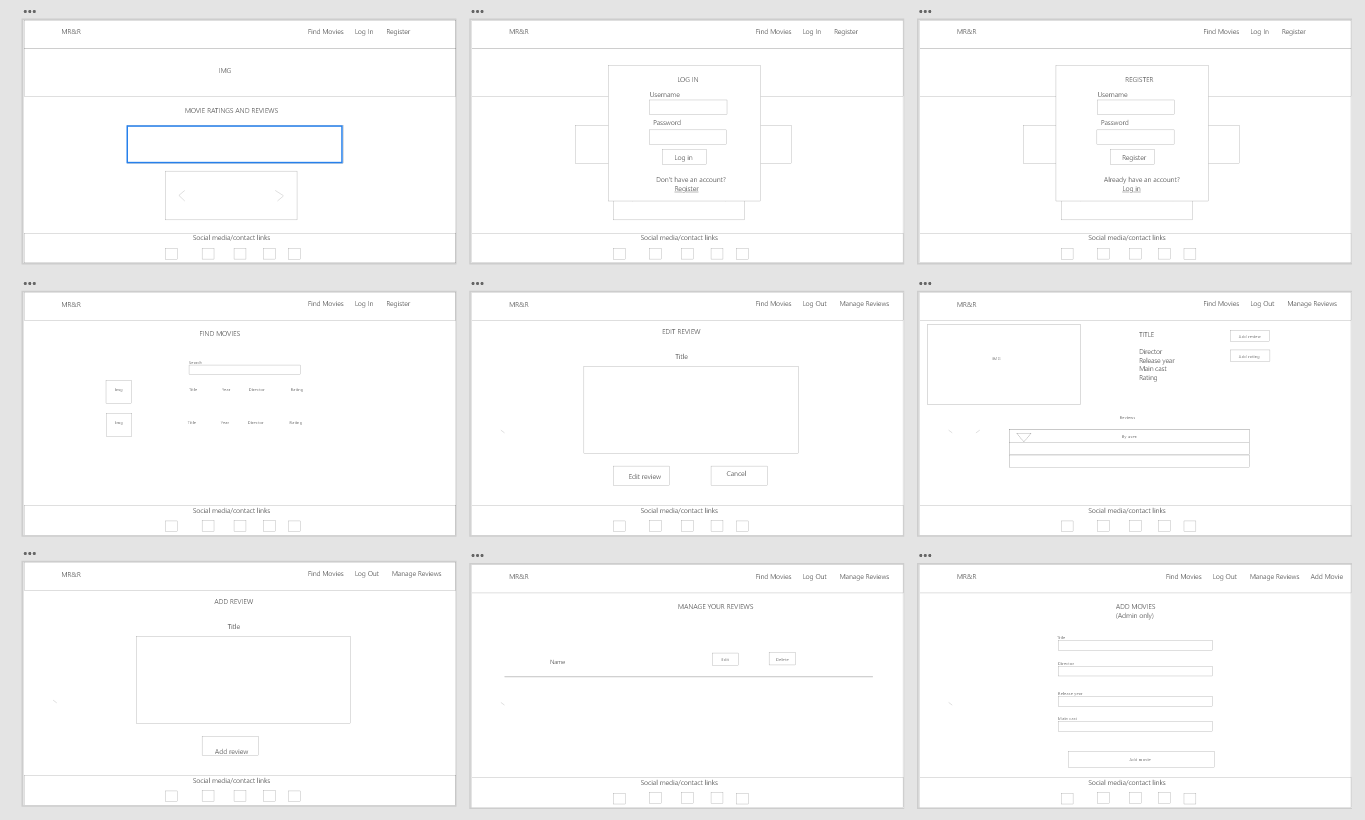 MR&R Find Movies Log In Register
IMG
MOVIE RATINGS AND REVIEWS
Social media/contact links
MR&R Find Movies Log In Register
LOG IN
Username
Password
Log in
Don't have an account?
Register
Social media/contact links
MR&R Find Movies Log In Register
REGISTER
Username
Password
Register
Already have an account?
Log in
Social media/contact links
MR&R Find Movies Log In Register
FIND MOVIES
Search
Img Title Year Director Rating
Img Title Year Director Rating
Social media/contact links
MR&R Find Movies Log Out Manage Reviews
EDIT REVIEW
Title
Edit review Cancel
Social media/contact links
MR&R Find Movies Log Out Manage Reviews
TITLE Add review
Director
Release year Add rating
Main cast
Rating
Reviews
By user
Social media/contact links
MR&R Find Movies Log Out Manage Reviews
ADD REVIEW
Title
Add review
Social media/contact links
MR&R Find Movies Log Out Manage Reviews
MANAGE YOUR REVIEWS
Name Edit Delete
Social media/contact links
MR&R Find Movies Log Out Manage Reviews Add Movie
ADD MOVIES
(Admin only)
Title
Director
Release year
Main cast
Add movie
Social media/contact links